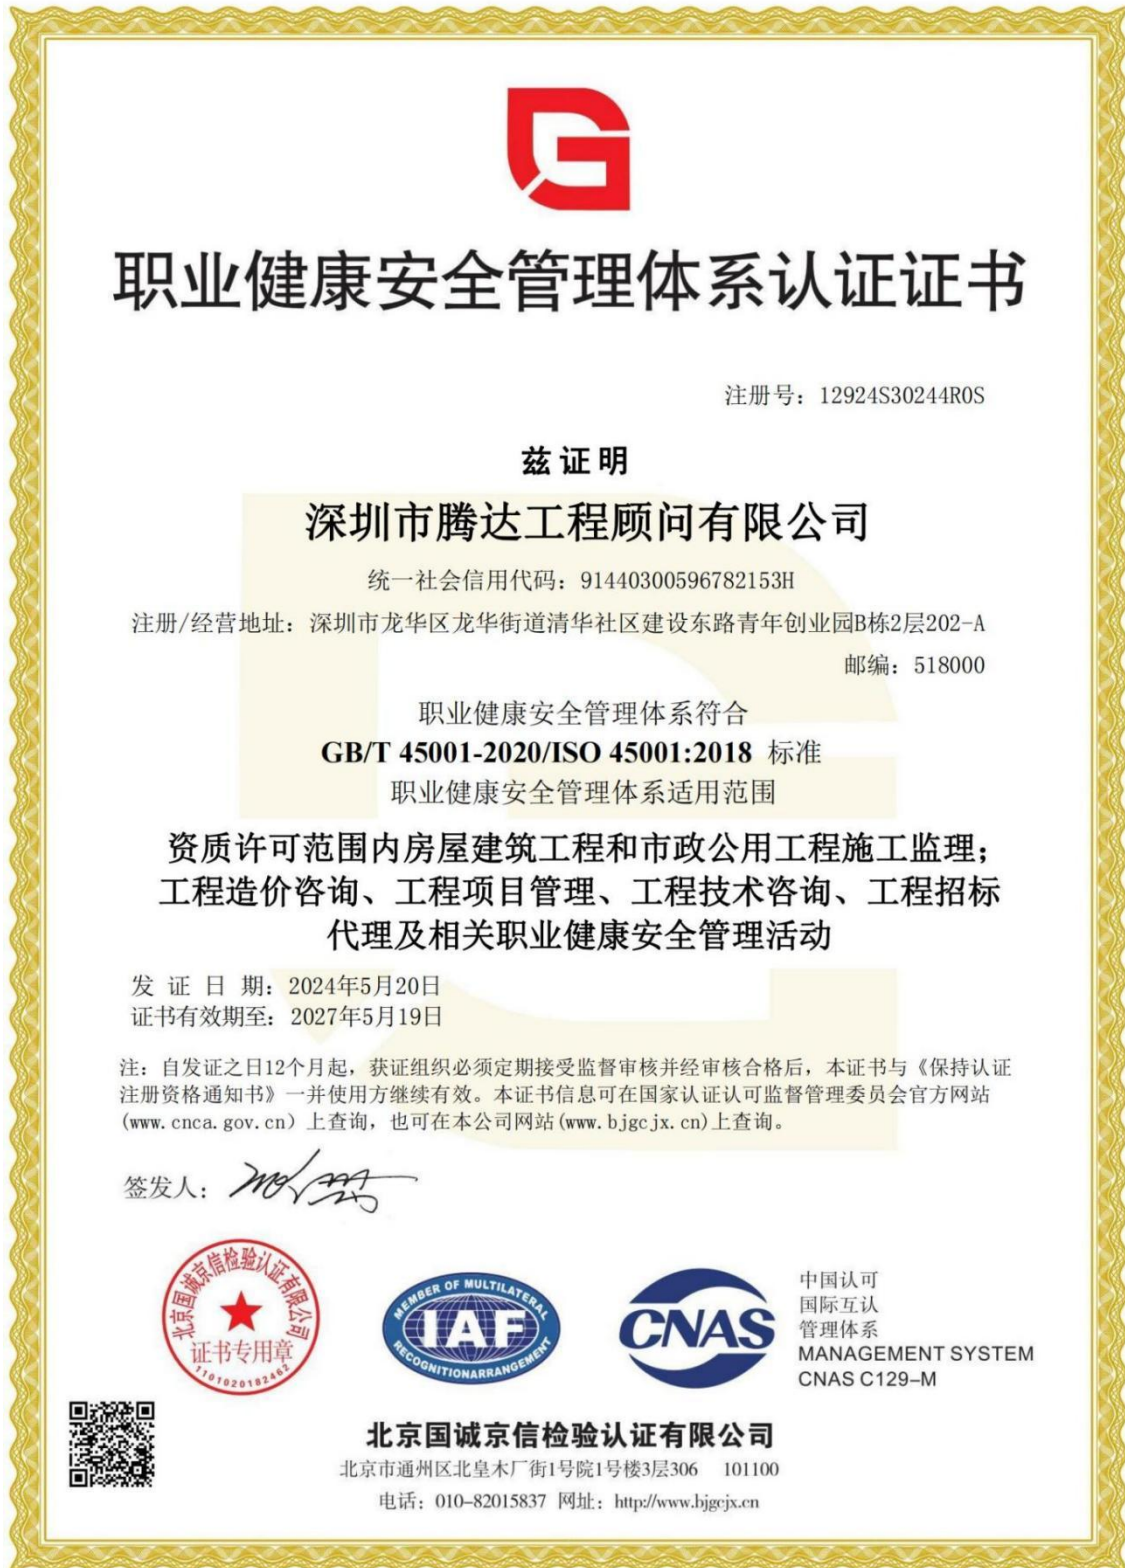 职业健康安全管理体系认证证书
注册号：12924S30244R0S
兹证明
深圳市腾达工程顾问有限公司
统一社会信用代码：91440300596782153H
注册/经营地址：深圳市龙华区龙华街道清华社区建设东路青年创业园B栋2层202-A
邮编：518000
职业健康安全管理体系符合
GB/T 45001-2020/ISO 45001:2018 标准
职业健康安全管理体系适用范围
资质许可范围内房屋建筑工程和市政公用工程施工监理；
工程造价咨询、工程项目管理、工程技术咨询、工程招标
代理及相关职业健康安全管理活动
发 证 日 期：2024年5月20日
证书有效期至：2027年5月19日
注：自发证之日12个月起，获证组织必须定期接受监督审核并经审核合格后，本证书与《保持认证
注册资格通知书》一并使用方继续有效。本证书信息可在国家认证认可监督管理委员会官方网站
(www.cnca.gov.cn）上查询，也可在本公司网站(www.bjgcjx.cn)上查询。
签发人：
北京国诚京信检验认证有限公司
证书专用章
1101020182462
MEMBER OF MULTILATERAL
IAF
RECOGNITIONARRANGEMENT
CNAS
中国认可
国际互认
管理体系
MANAGEMENT SYSTEM
CNAS C129-M
北京国诚京信检验认证有限公司
北京市通州区北皇木厂街1号院1号楼3层306 101100
电话：010-82015837 网址：http://www.bjgcjx.cn